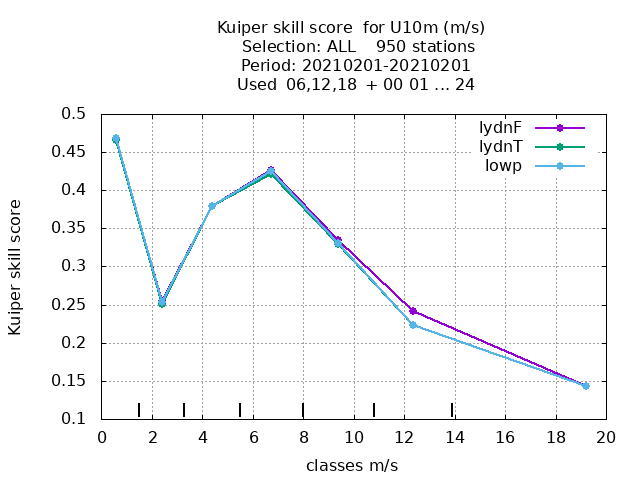 Kuiper skill score for U10m (m/s)
Selection: ALL 950 stations
Period: 20210201-20210201
Used 06,12,18 + 00 01 ... 24
lydnF
lydnT
lowp
Kuiper skill score
0.5
0.45
0.4
0.35
0.3
0.25
0.2
0.15
0.1
0 2 4 6 8 10 12 14 16 18 20
classes m/s